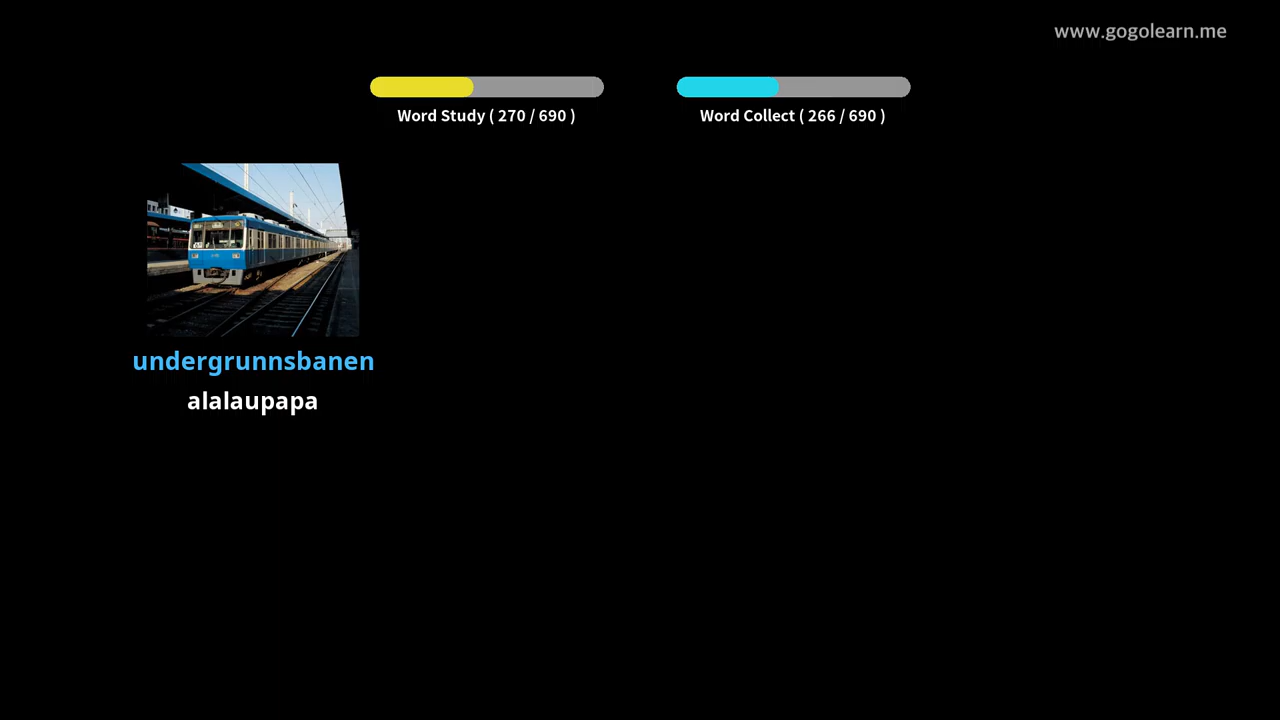 www.gogolearn.me
Word Study ( 270 / 690 )
Word Collect ( 266 / 690 )
undergrunnsbanen
alalaupapa